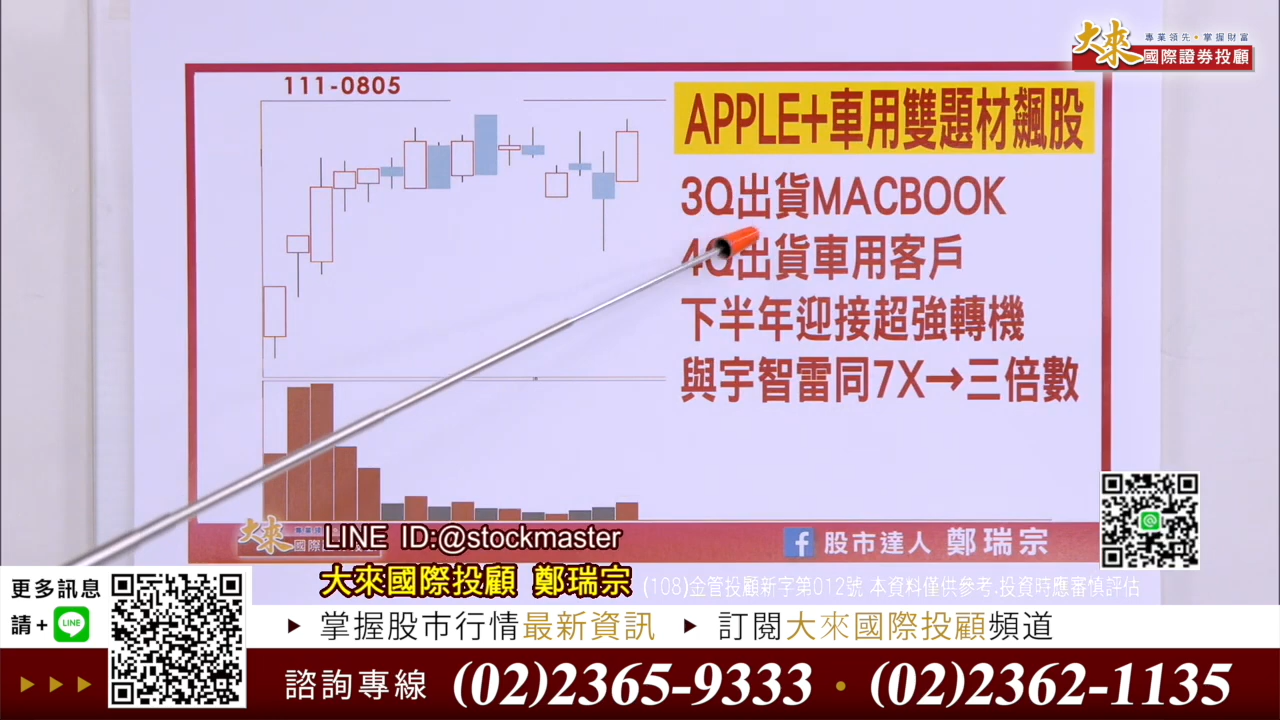 大來
專業領先・掌握財富
國際證券投顧
111-0805
APPLE+車用雙題材飆股
3Q出貨MACBOOK
4Q出貨車用客戶
下半年迎接超強轉機
與宇智雷同7X→三倍數
大來
LINE ID:@stockmaster
股市達人 鄭瑞宗
大來國際投顧 鄭瑞宗
(108)金管投顧新字第012號 本資料僅供參考.投資時應審慎評估
更多訊息
請+ LINE
掌握股市行情最新資訊
訂閱大來國際投顧頻道
諮詢專線 (02)2365-9333・(02)2362-1135